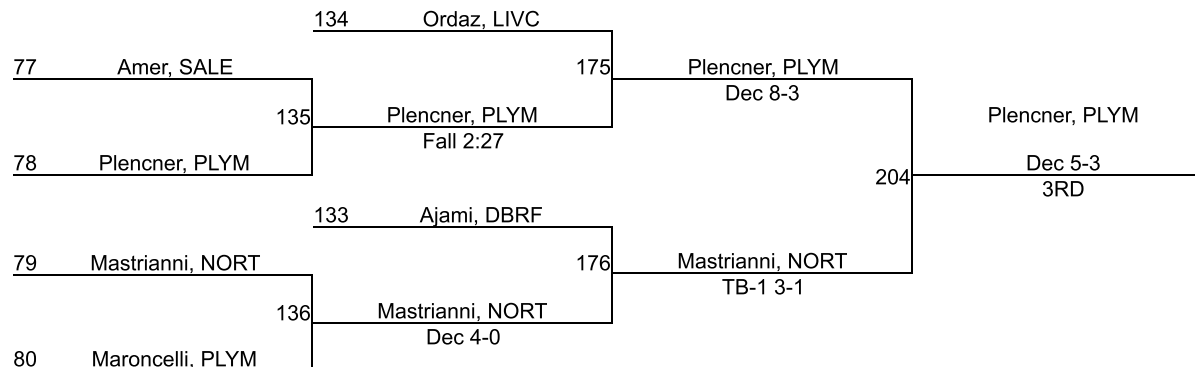 134 Ordaz, LIVC
77 Amer, SALE
175 Plencner, PLYM
Dec 8-3
135 Plencner, PLYM
Fall 2:27
Plencner, PLYM
78 Plencner, PLYM
Dec 5-3
204
3RD
133 Ajami, DBRF
79 Mastrianni, NORT
176 Mastrianni, NORT
TB-1 3-1
136 Mastrianni, NORT
Dec 4-0
80 Maroncelli, PLYM